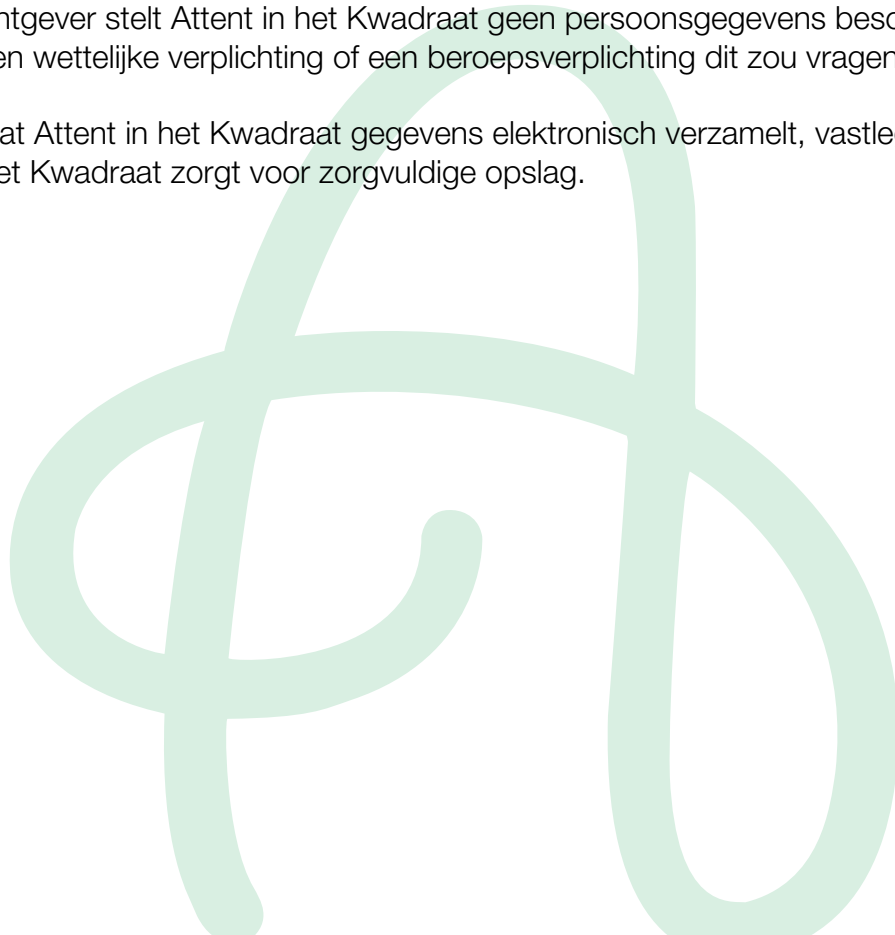 ntgever stelt Attent in het Kwadraat geen persoonsgegevens besc
en wettelijke verplichting of een beroepsverplichting dit zou vragen
at Attent in het Kwadraat gegevens elektronisch verzamelt, vastle
et Kwadraat zorgt voor zorgvuldige opslag.